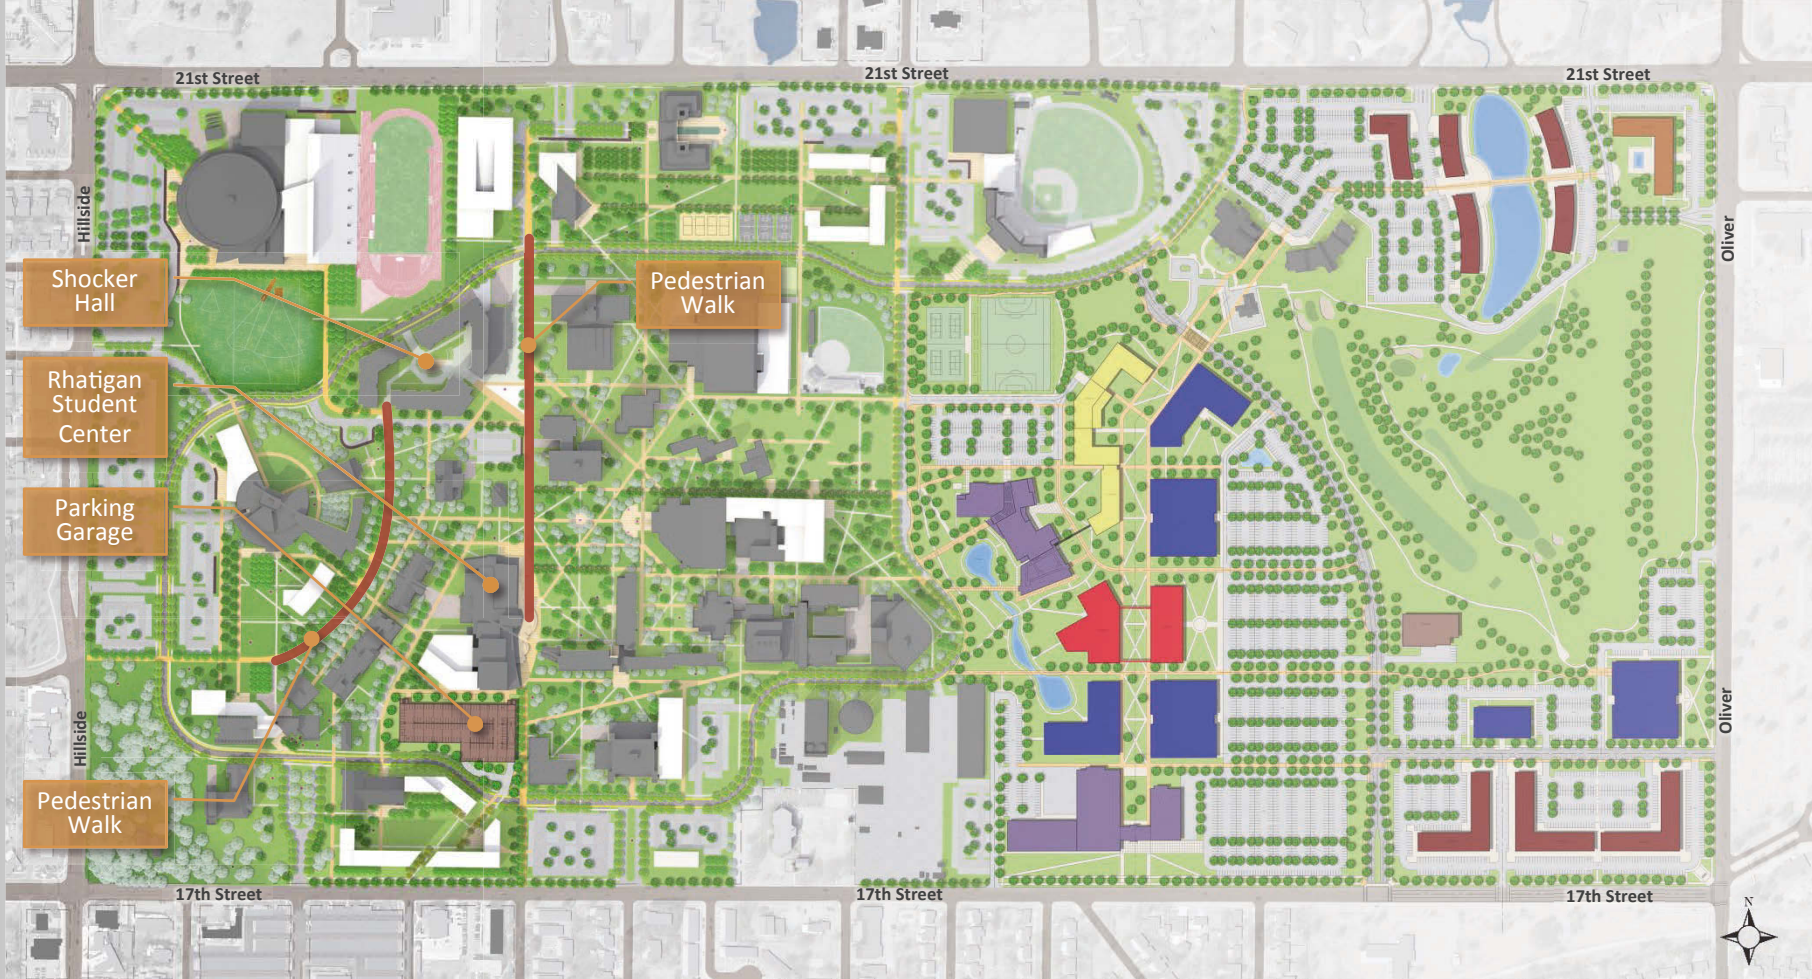 21st Street
21st Street
21st Street
Hillside
Oliver
Shocker
Hall
Pedestrian
Walk
Rhatigan
Student
Center
Parking
Garage
Hillside
Oliver
Pedestrian
Walk
17th Street
17th Street
17th Street
N